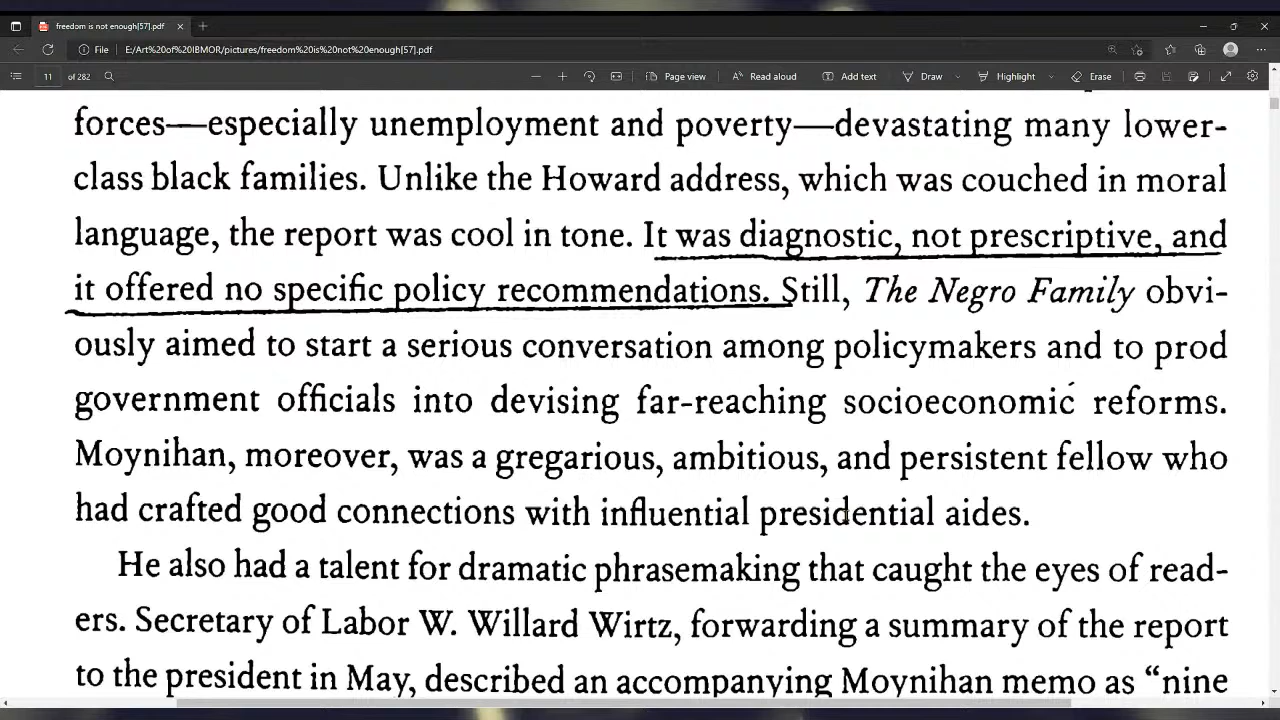 freedom is not enough[57].pdf
File E:/Art%20of%20IBMOR/pictures/freedom%20is%20not%20enough[57].pdf
11 of 282 Page view Read aloud Add text Draw Highlight Erase
forces—especially unemployment and poverty—devastating many lower-
class black families. Unlike the Howard address, which was couched in moral
language, the report was cool in tone. It was diagnostic, not prescriptive, and
it offered no specific policy recommendations. Still, The Negro Family obvi-
ously aimed to start a serious conversation among policymakers and to prod
government officials into devising far-reaching socioeconomic reforms.
Moynihan, moreover, was a gregarious, ambitious, and persistent fellow who
had crafted good connections with influential presidential aides.
He also had a talent for dramatic phrasemaking that caught the eyes of read-
ers. Secretary of Labor W. Willard Wirtz, forwarding a summary of the report
to the president in May, described an accompanying Moynihan memo as “nine